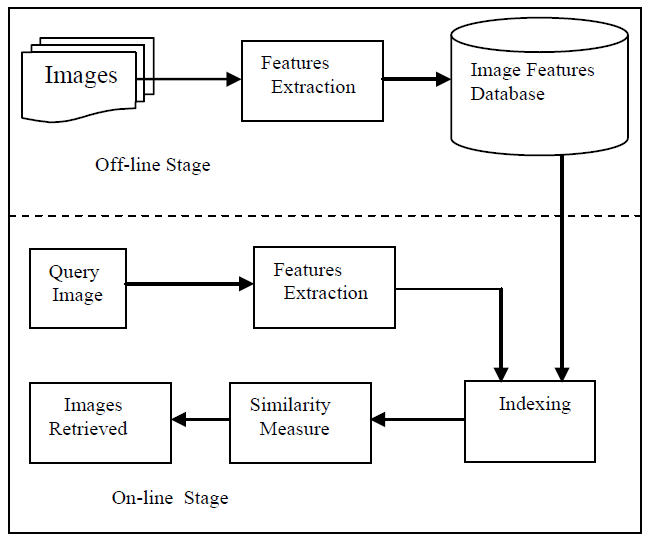 Images
Features
Extraction
Image Features
Database
Off-line Stage
Query
Image
Features
Extraction
Images
Retrieved
Similarity
Measure
Indexing
On-line Stage